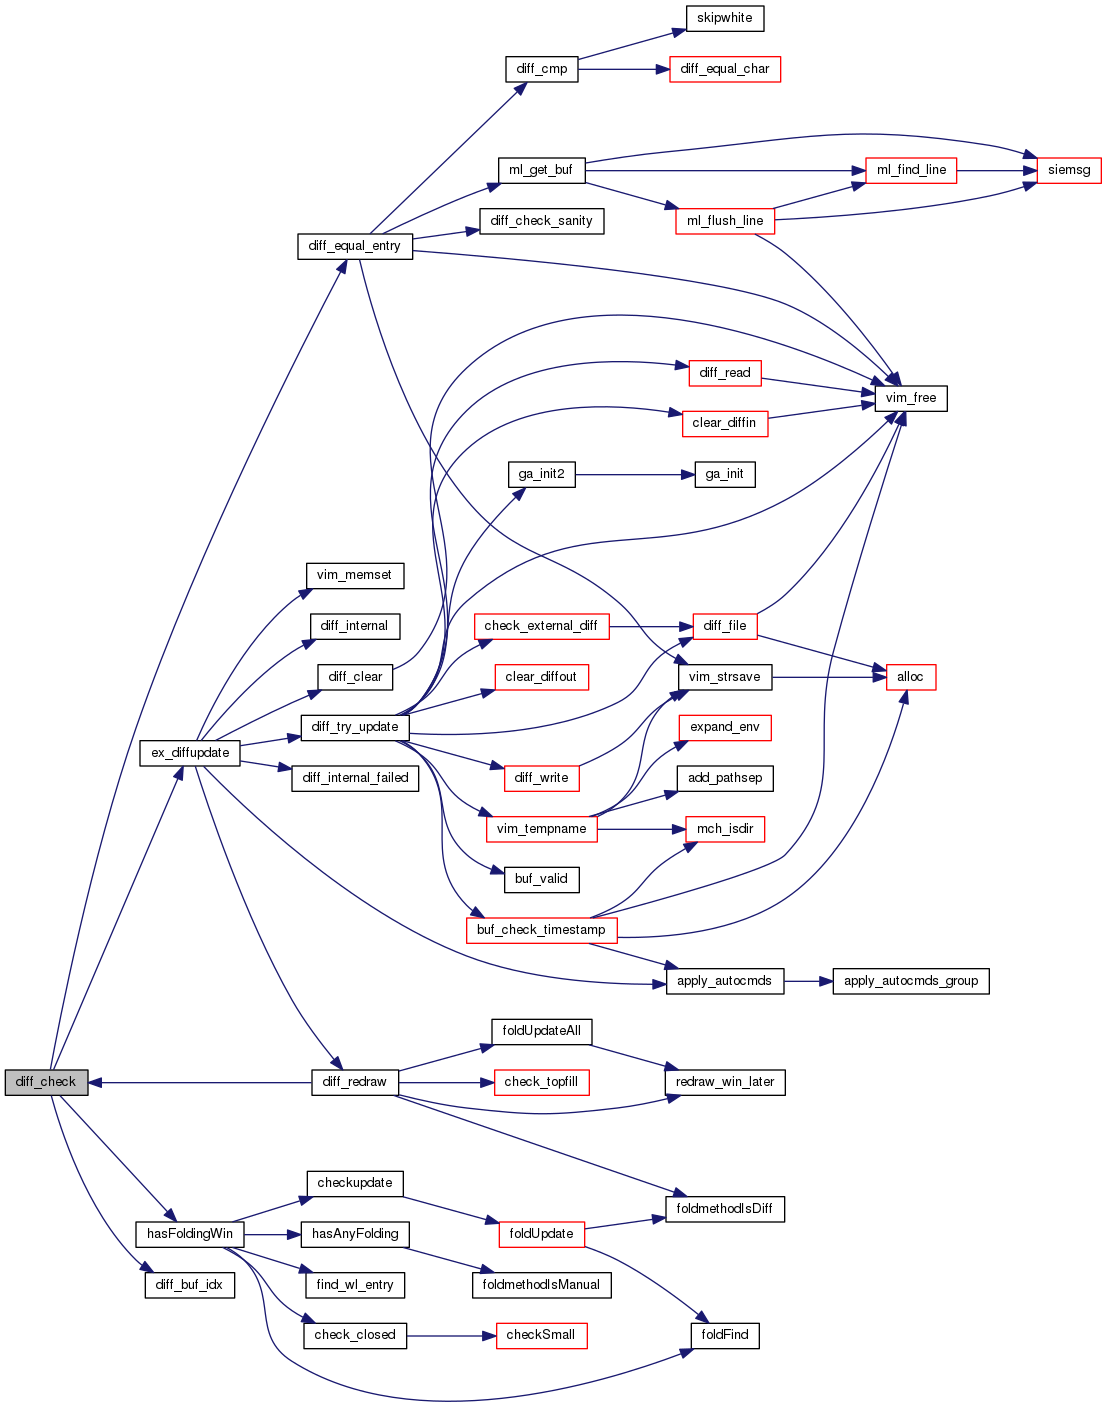 skipwhite
diff_cmp
diff_equal_char
ml_get_buf
ml_find_line
siemsg
diff_check_sanity
ml_flush_line
diff_equal_entry
diff_read
vim_free
clear_diffin
ga_init2
ga_init
vim_memset
diff_internal
check_external_diff
diff_file
diff_clear
clear_diffout
vim_strsave
alloc
diff_try_update
expand_env
ex_diffupdate
diff_internal_failed
diff_write
add_pathsep
vim_tempname
mch_isdir
buf_valid
buf_check_timestamp
apply_autocmds
apply_autocmds_group
foldUpdateAll
diff_check
diff_redraw
check_topfill
redraw_win_later
checkupdate
foldmethodIsDiff
hasFoldingWin
hasAnyFolding
foldUpdate
diff_buf_idx
find_wl_entry
foldmethodIsManual
check_closed
checkSmall
foldFind